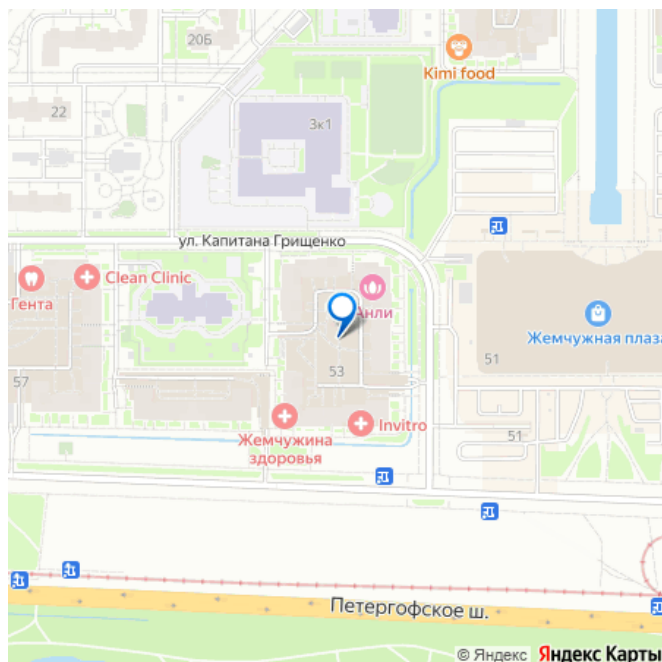 20Б
Kimi food
22
3к1
ул. Капитана Грищенко
Clean Clinic
Гента
Анли
Жемчужная плаза
51
57
53
Invitro
Жемчужина
здоровья
51
Петергофское ш.
© Яндекс Яндекс Карты